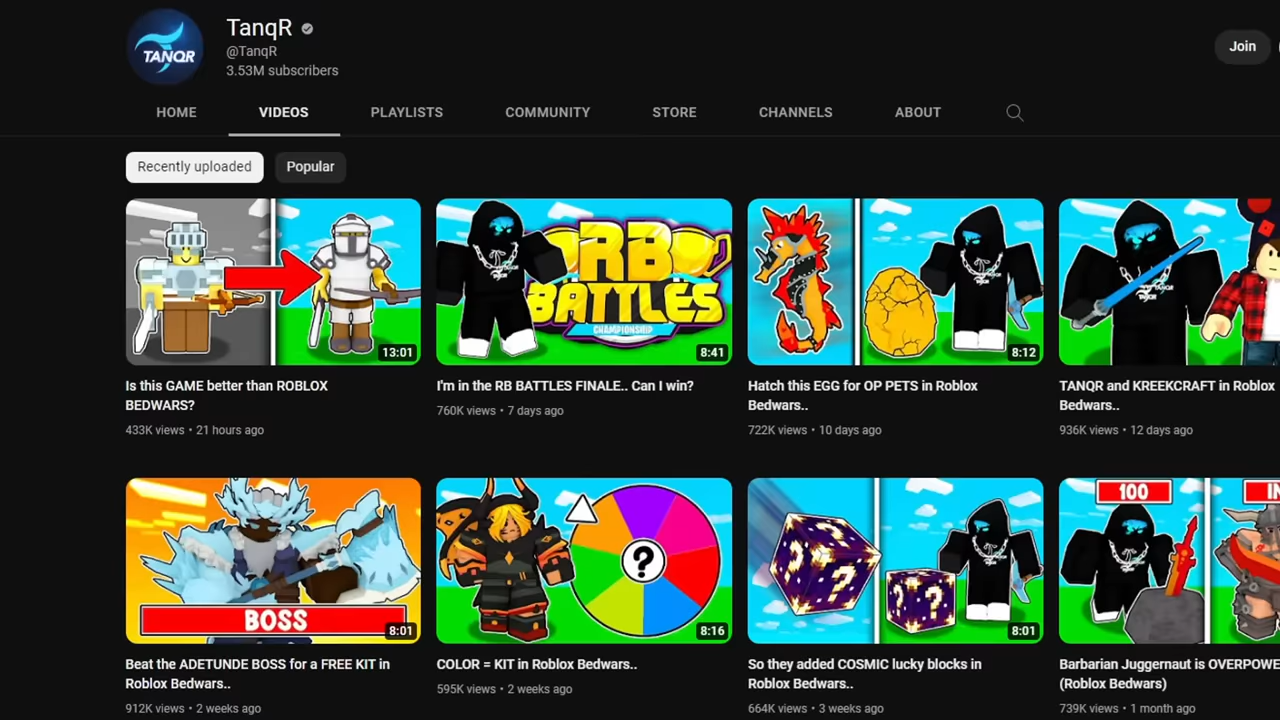 TANQR
TanqR
@TanqR
3.53M subscribers
Join
HOME
VIDEOS
PLAYLISTS
COMMUNITY
STORE
CHANNELS
ABOUT
Recently uploaded
Popular
13:01
RB
BATTLES
CHAMPIONSHIP
8:41
8:12
TANQR
Is this GAME better than ROBLOX
BEDWARS?
433K views • 21 hours ago
I'm in the RB BATTLES FINALE.. Can I win?
760K views • 7 days ago
Hatch this EGG for OP PETS in Roblox
Bedwars..
722K views • 10 days ago
TANQR and KREEKCRAFT in Roblox
Bedwars..
936K views • 12 days ago
BOSS
8:01
?
8:16
? ? ? ?
8:01
100
IN
Beat the ADETUNDE BOSS for a FREE KIT in
Roblox Bedwars..
912K views • 2 weeks ago
COLOR = KIT in Roblox Bedwars..
595K views • 2 weeks ago
So they added COSMIC lucky blocks in
Roblox Bedwars..
664K views • 3 weeks ago
Barbarian Juggernaut is OVERPOWE
(Roblox Bedwars)
739K views • 1 month ago